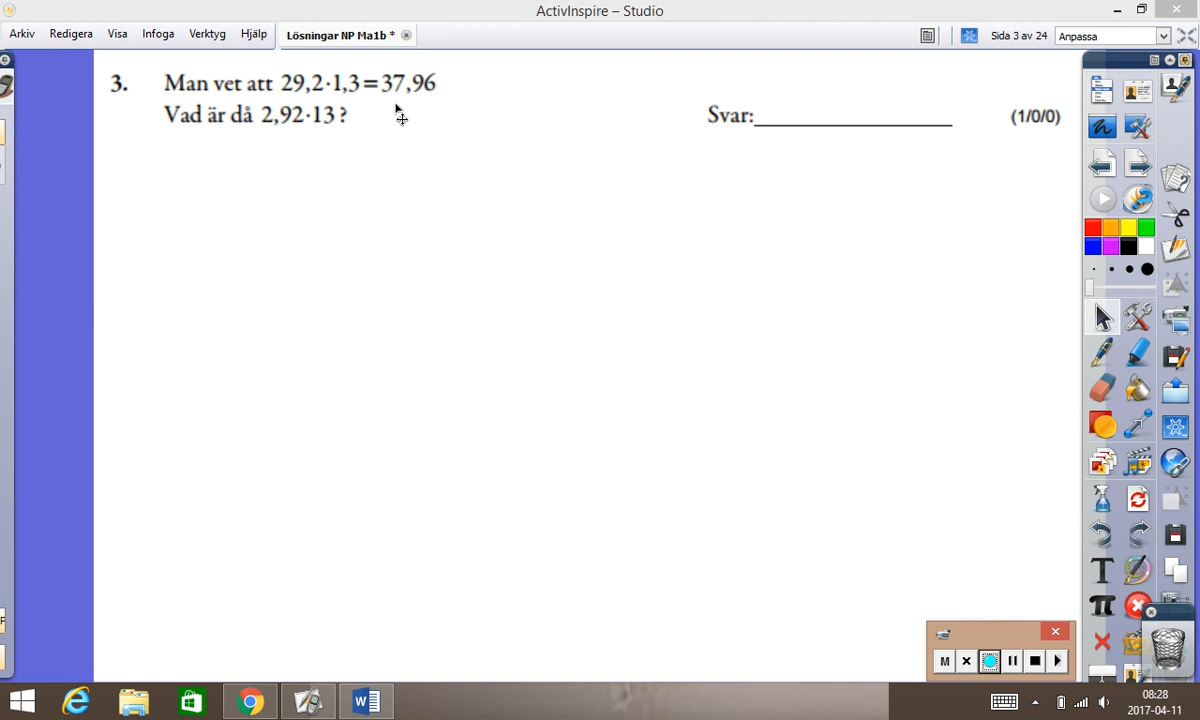 ActivInspire – Studio
Arkiv Redigera Visa Infoga Verktyg Hjälp
Lösningar NP Ma1b *
Sida 3 av 24
Anpassa
3. Man vet att 29,2·1,3=37,96
Vad är då 2,92·13?
Svar:
(1/0/0)
M
08:28
2017-04-11